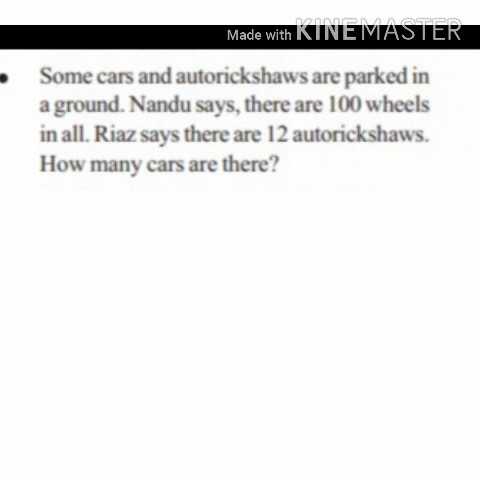 Made with KINEMASTER
• Some cars and autorickshaws are parked in
a ground. Nandu says, there are 100 wheels
in all. Riaz says there are 12 autorickshaws.
How many cars are there?